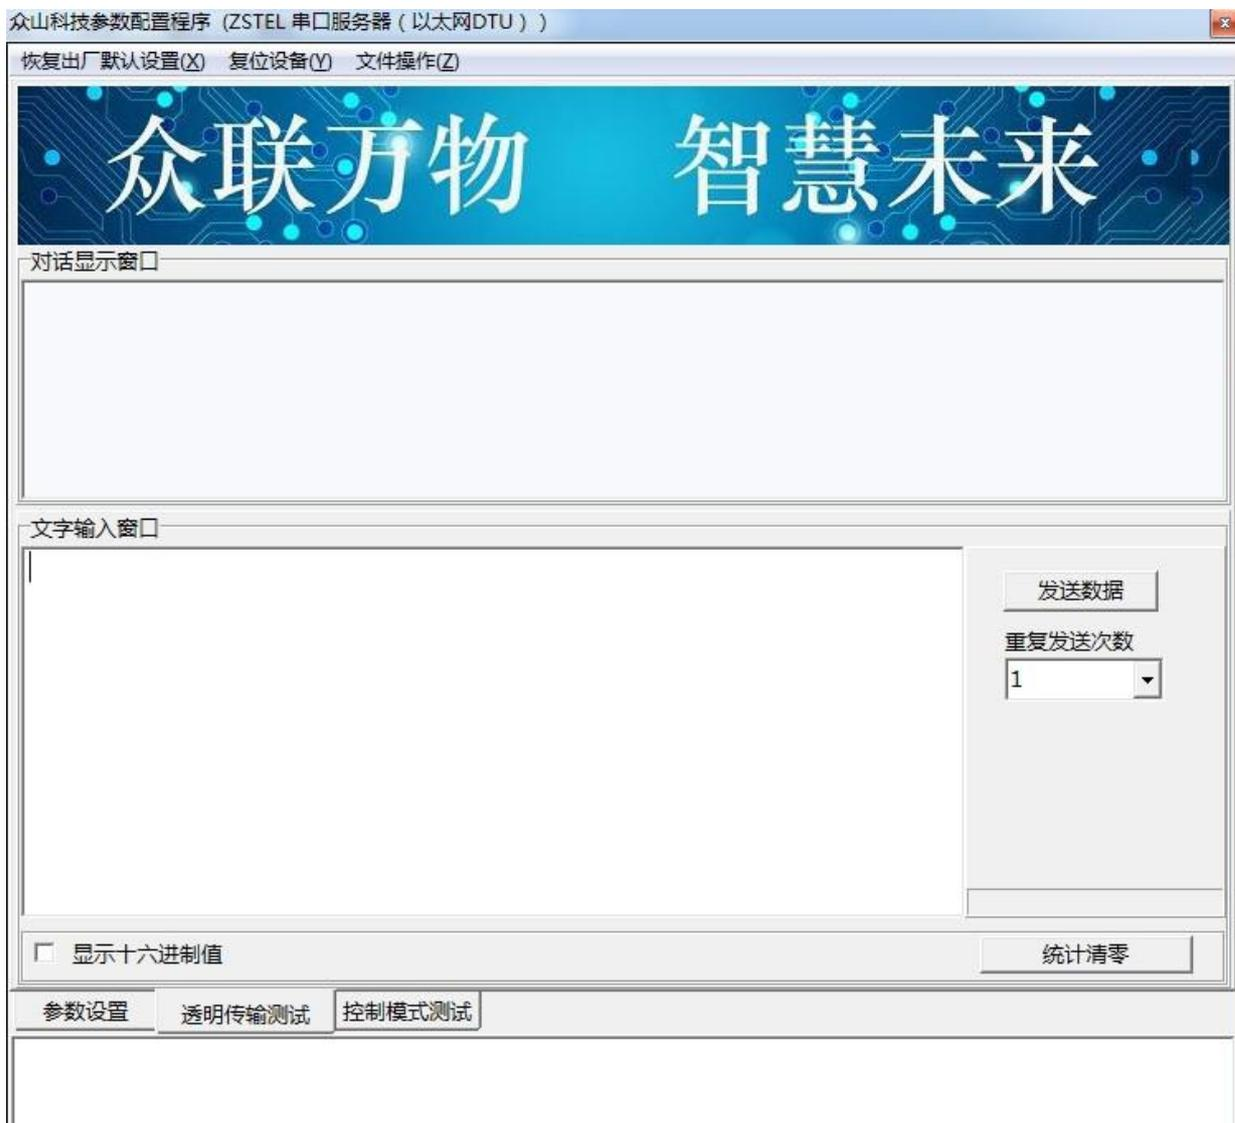 众山科技参数配置程序 (ZSTEL 串口服务器（以太网DTU）)
恢复出厂默认设置(X) 复位设备(Y) 文件操作(Z)
众联万物 智慧未来
对话显示窗口
文字输入窗口
发送数据
重复发送次数
1
显示十六进制值
统计清零
参数设置 透明传输测试 控制模式测试